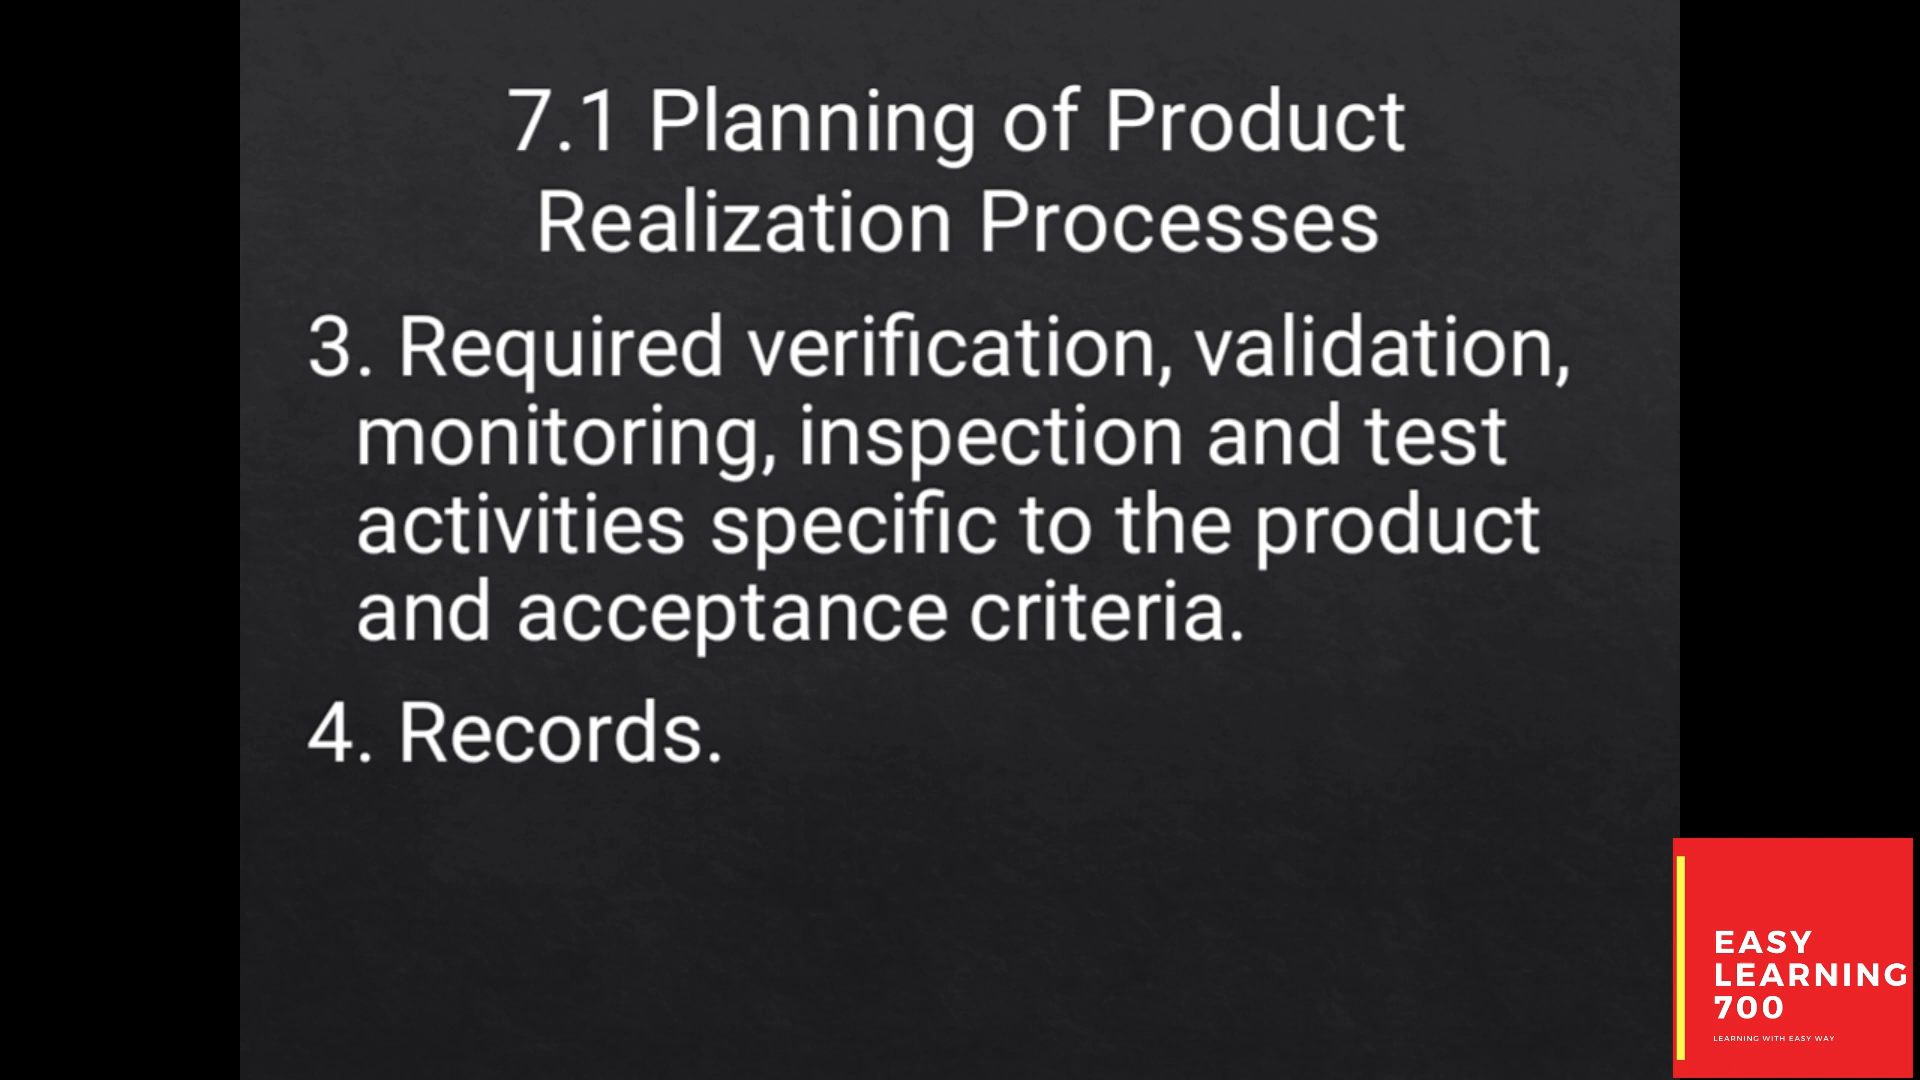 7.1 Planning of Product
Realization Processes
3. Required verification, validation,
monitoring, inspection and test
activities specific to the product
and acceptance criteria.
4. Records.
EASY
LEARNING
700
LEARNING WITH EASY WAY